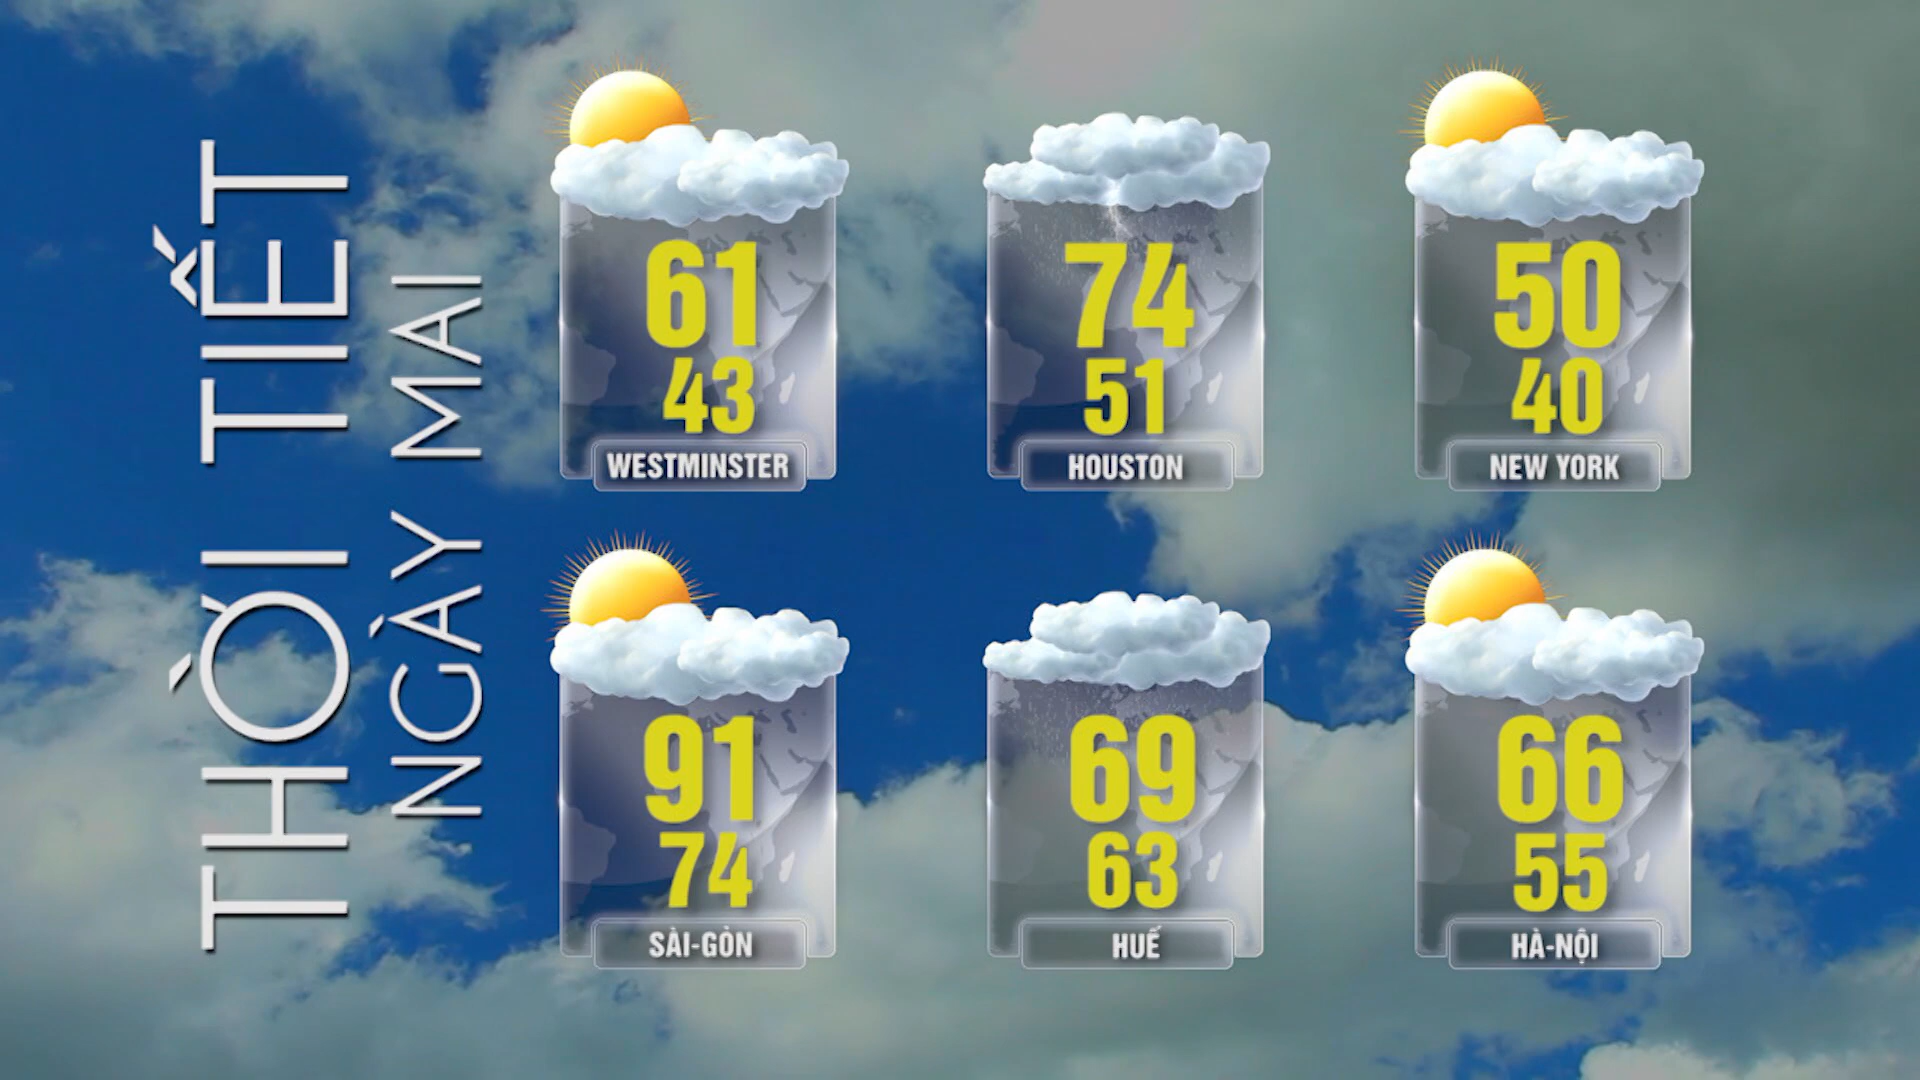 THỜI TIẾT
NGÀY MAI
61
43
WESTMINSTER
74
51
HOUSTON
50
40
NEW YORK
91
74
SÀI-GÒN
69
63
HUẾ
66
55
HÀ-NỘI